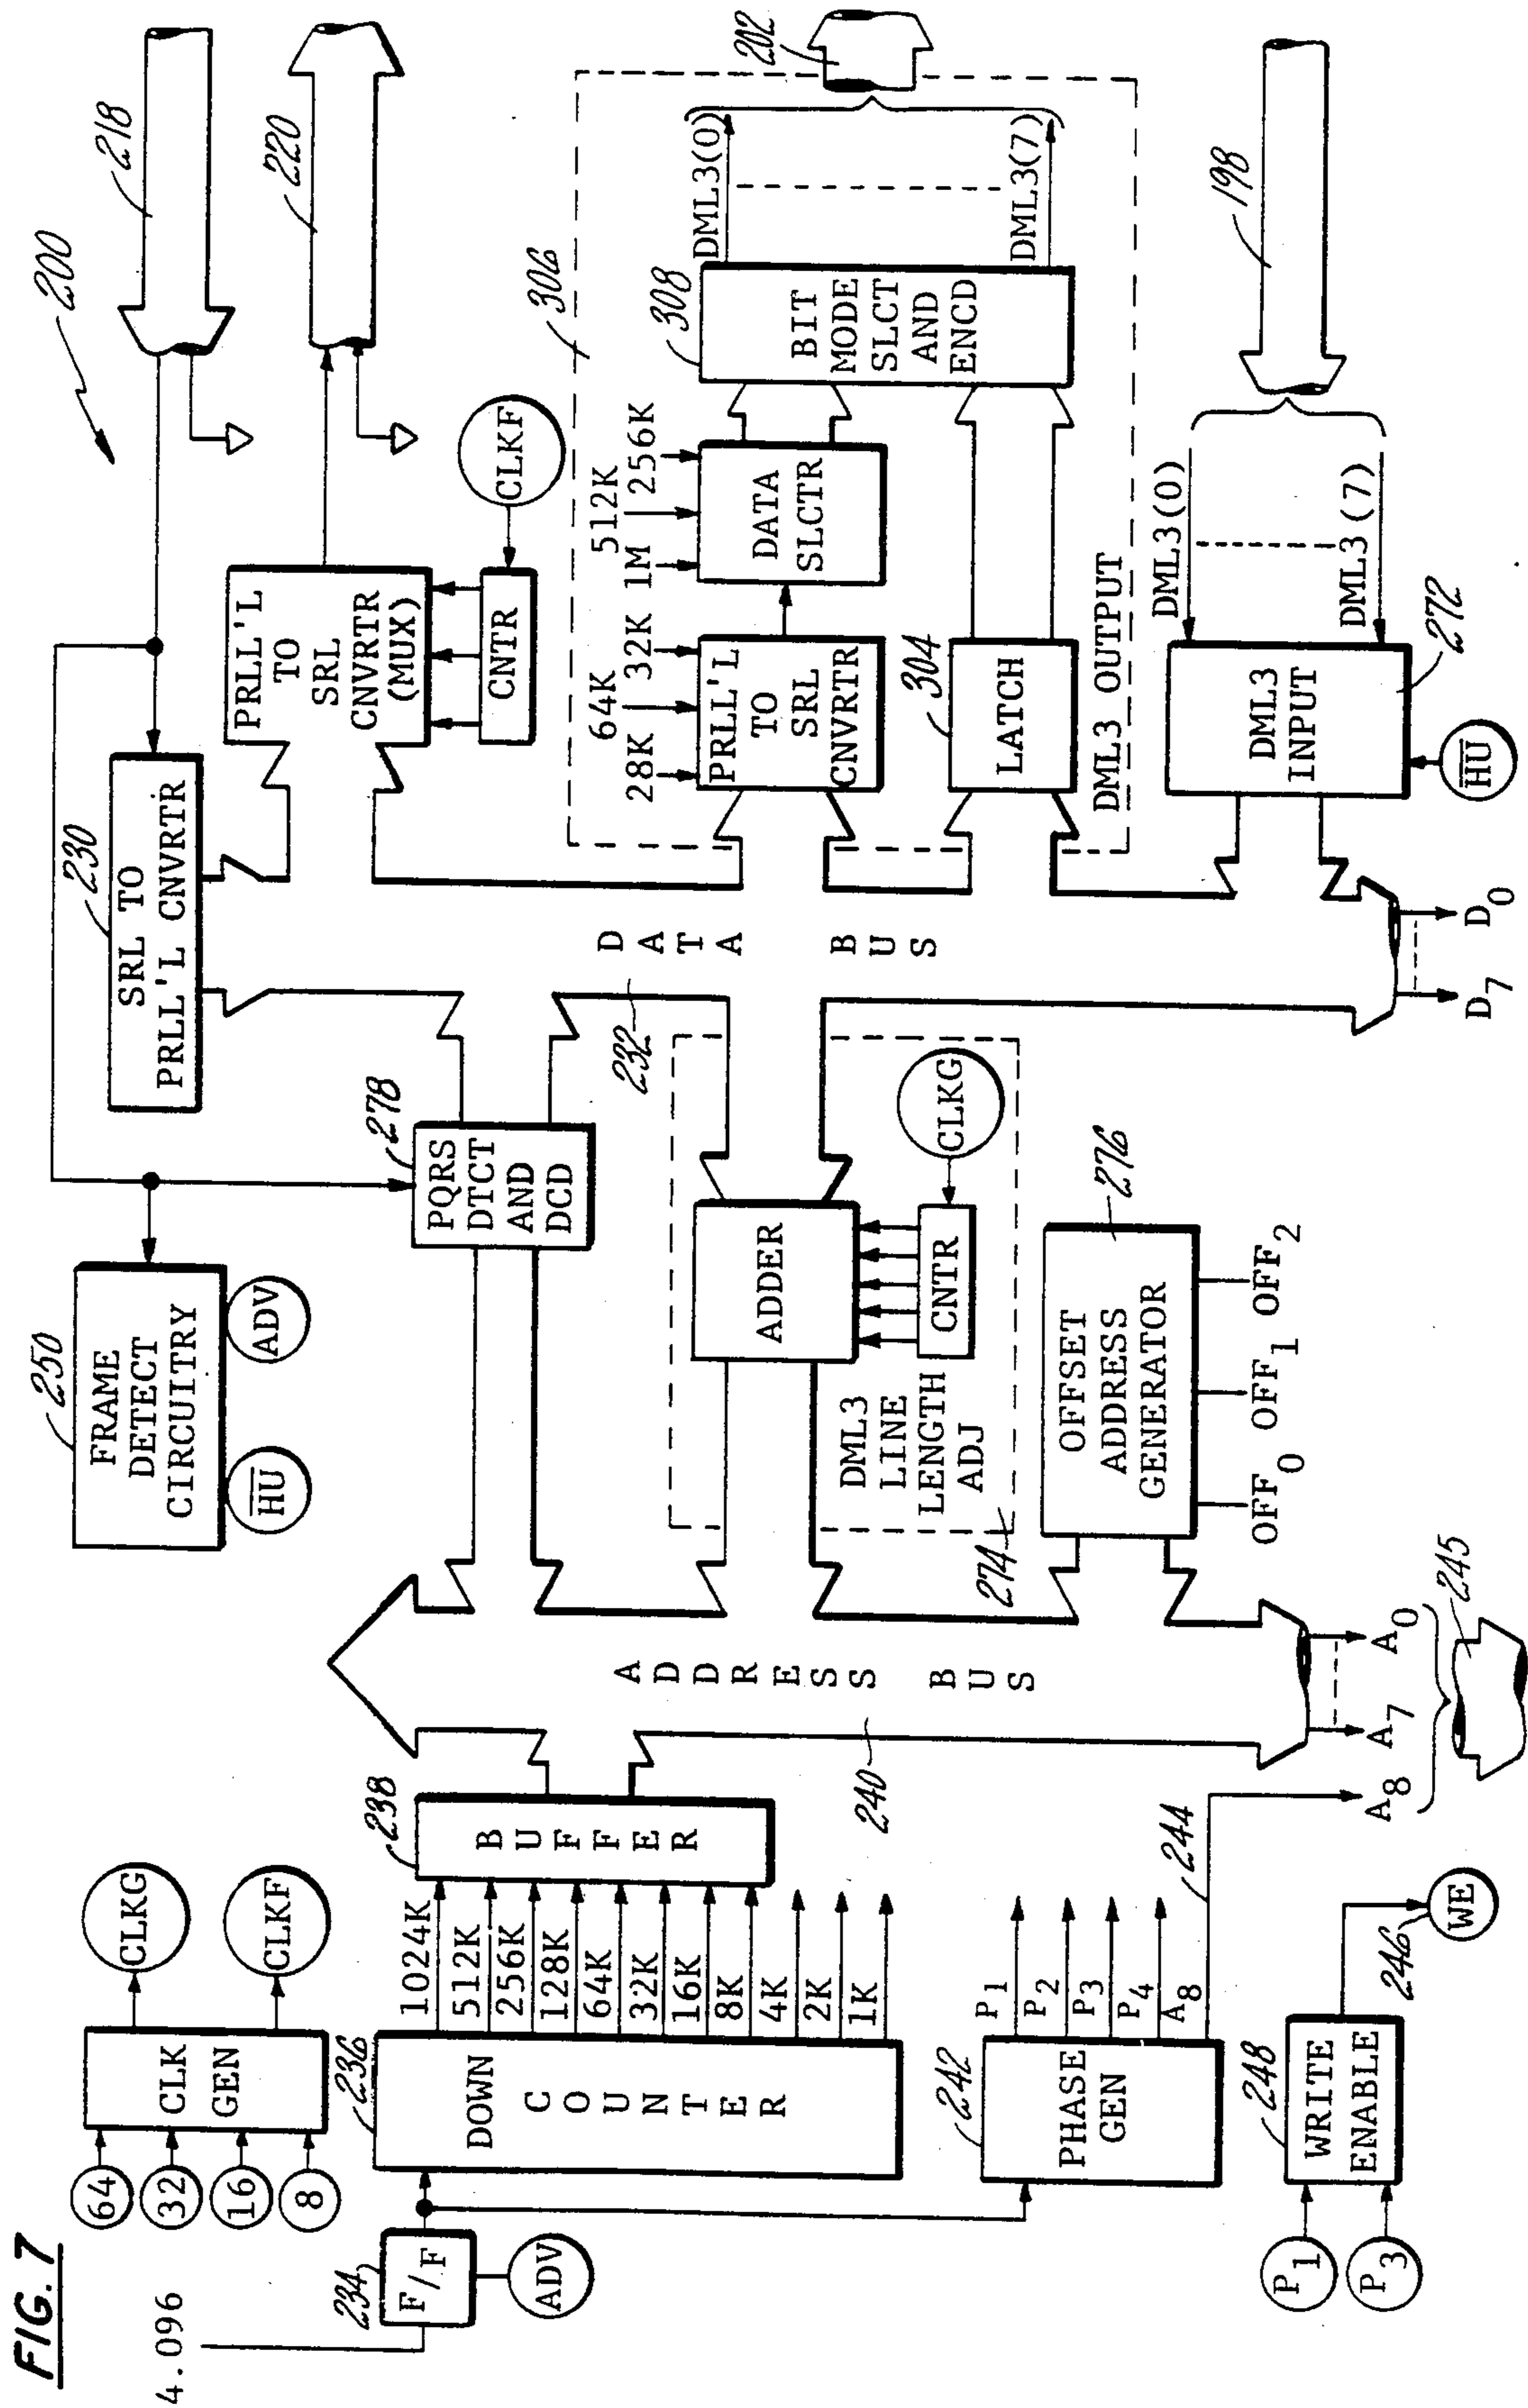 FIG. 7
200
4.096
234
F/F
ADV
64
32
16
8
CLK
GEN
CLKG
CLKF
236
DOWN
COUNTER
1024K
512K
256K
128K
64K
32K
16K
8K
4K
2K
1K
238
BUFFER
242
PHASE
GEN
P1
P2
P3
P4
A8
244
P1
P3
248
WRITE
ENABLE
246
WE
240
ADDRESS BUS
A8
A7
A0
245
250
FRAME
DETECT
CIRCUITRY
HU
ADV
278
PQRS
DTCT
AND
DCD
232
ADDER
CNTR
CLKG
DML3
LINE
LENGTH
ADJ
274
276
OFFSET
ADDRESS
GENERATOR
OFF0
OFF1
OFF2
230
SRL TO
PRLL'L CNVRTR
DATA BUS
D7
D0
218
220
PRLL'L
TO
SRL
CNVRTR
(MUX)
CNTR
CLKF
306
28K
64K
32K
PRLL'L
TO
SRL
CNVRTR
1M
512K
256K
DATA
SLCTR
304
LATCH
308
BIT
MODE
SLCT
AND
ENCD
DML3(0)
DML3(7)
202
DML3 OUTPUT
DML3(0)
DML3(7)
198
DML3
INPUT
272
HU